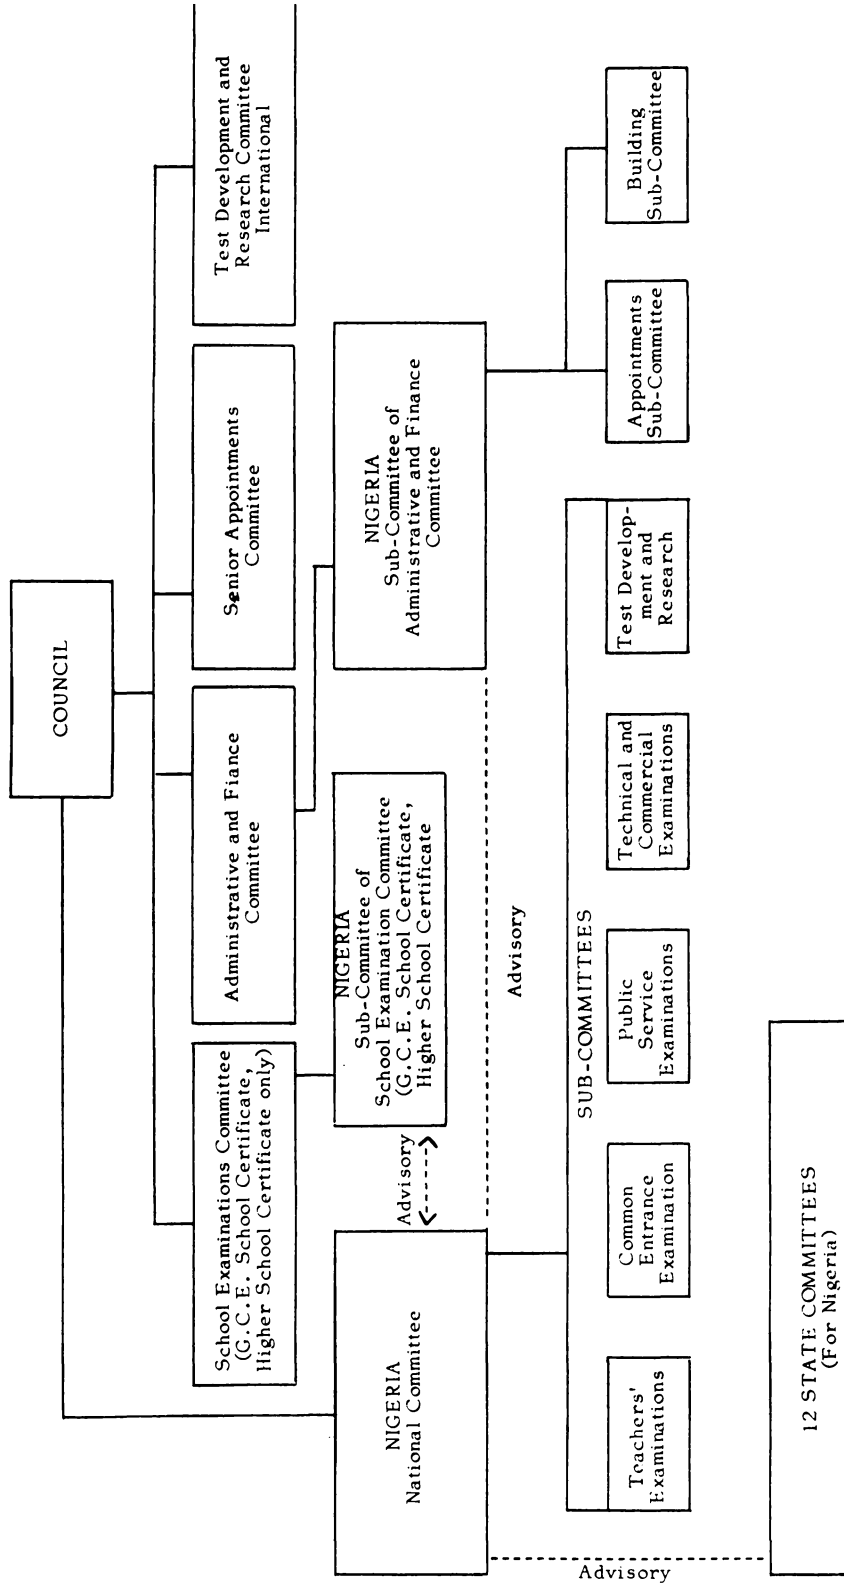 COUNCIL
School Examinations Committee
(G.C.E. School Certificate,
Higher School Certificate only)
Administrative and Fiance
Committee
Senior Appointments
Committee
Test Development and
Research Committee
International
NIGERIA
National Committee
Advisory
NIGERIA
Sub-Committee of
School Examination Committee
(G.C.E. School Certificate,
Higher School Certificate
NIGERIA
Sub-Committee of
Administrative and Finance
Committee
Advisory
SUB-COMMITTEES
Teachers'
Examinations
Common
Entrance
Examination
Public
Service
Examinations
Technical and
Commercial
Examinations
Test Develop-
ment and
Research
Appointments
Sub-Committee
Building
Sub-Committee
Advisory
12 STATE COMMITTEES
(For Nigeria)